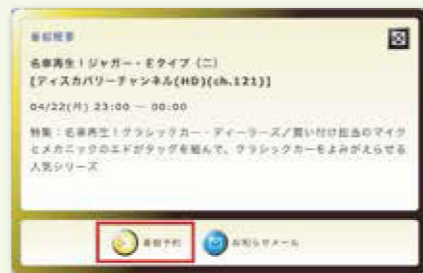 番組概要
名車再生!ジャガー・Eタイプ (二)
[ディスカバリーチャンネル(HD)(ch.121)]
04/22(月) 23:00 ― 00:00
特集:名車再生!クラシックカー・ディーラーズ/買い付け担当のマイク
とメカニックのエドがタッグを組んで、クラシックカーをよみがえらせる
人気シリーズ
番組予約
お知らせメール